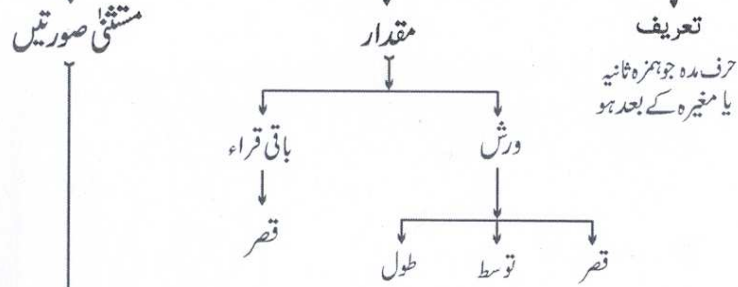 تعریف
حرف مدہ جو ہمزہ ثانیہ
یا مغیرہ کے بعد ہو
مقدار
ورش
قصر
توسط
طول
باقی قراء
قصر
مستثنیٰ صورتیں